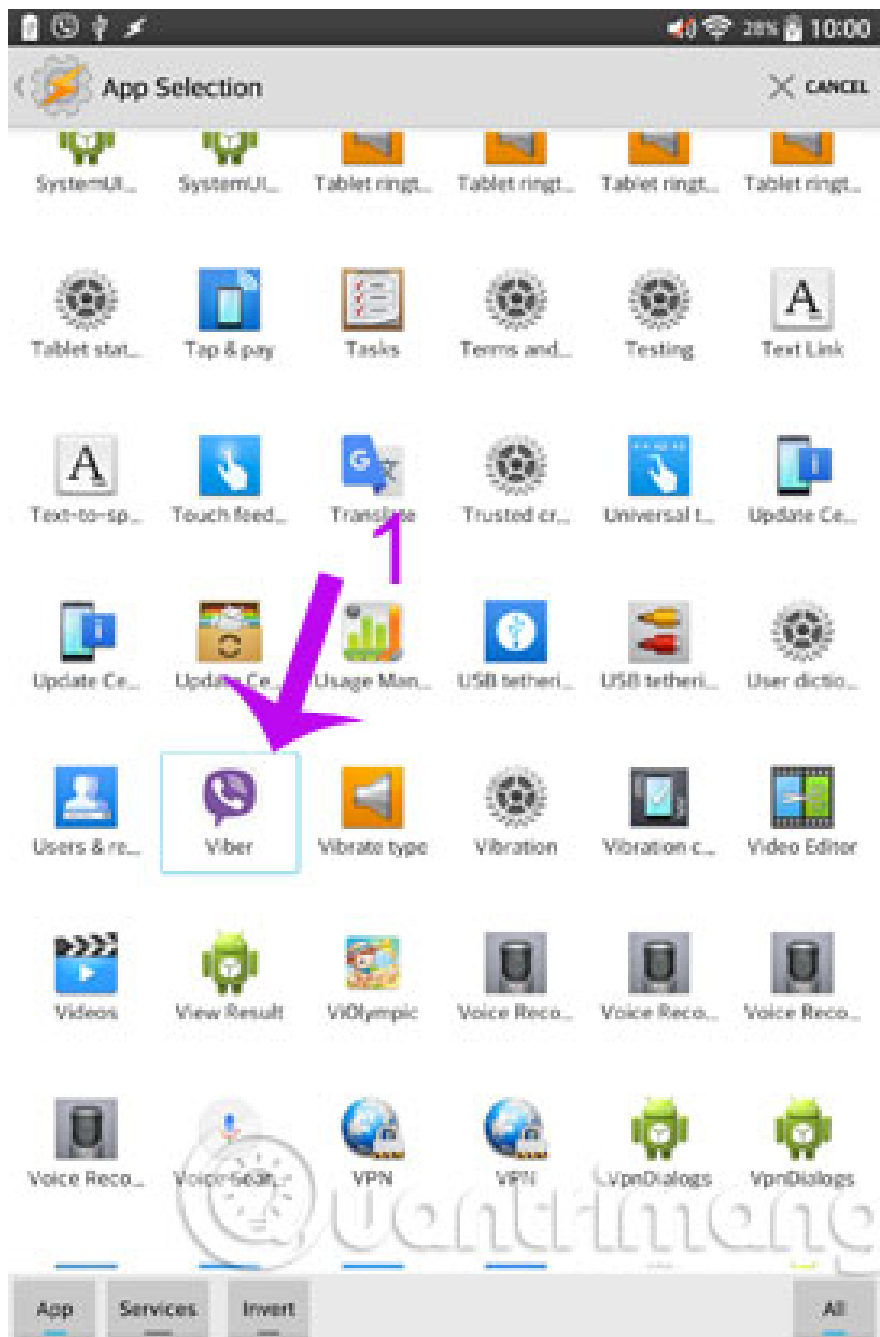 28% 10:00
App Selection CANCEL
SystemUI... SystemUI... Tablet ringt... Tablet ringt... Tablet ringt... Tablet ringt...
Tablet stat... Tap & pay Tasks Terms and... Testing Text Link
Text-to-sp... Touch feed... Translate Trusted cr... Universal t... Update Ce...
1
Update Ce... Update Ce... Usage Man... USB tetheri... USB tetheri... User dictio...
Users & re... Viber Vibrate type Vibration Vibration c... Video Editor
Videos View Result ViOlympic Voice Reco... Voice Reco... Voice Reco...
Voice Reco... Voice Sear... VPN VPN VpnDialogs VpnDialogs
Quantrimang
App Services Invert All